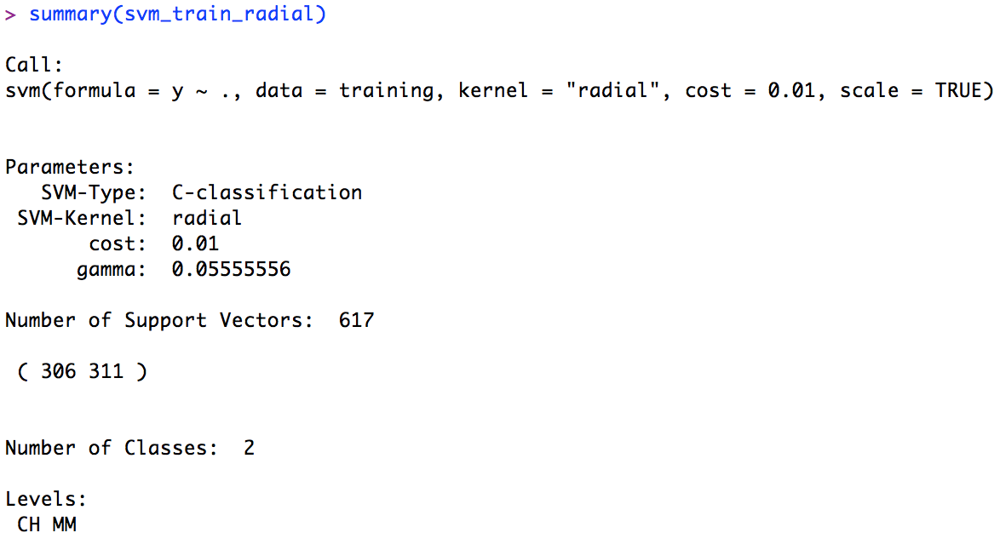 > summary(svm_train_radial)
Call:
svm(formula = y ~ ., data = training, kernel = "radial", cost = 0.01, scale = TRUE)
Parameters:
SVM-Type: C-classification
SVM-Kernel: radial
cost: 0.01
gamma: 0.05555556
Number of Support Vectors: 617
( 306 311 )
Number of Classes: 2
Levels:
CH MM